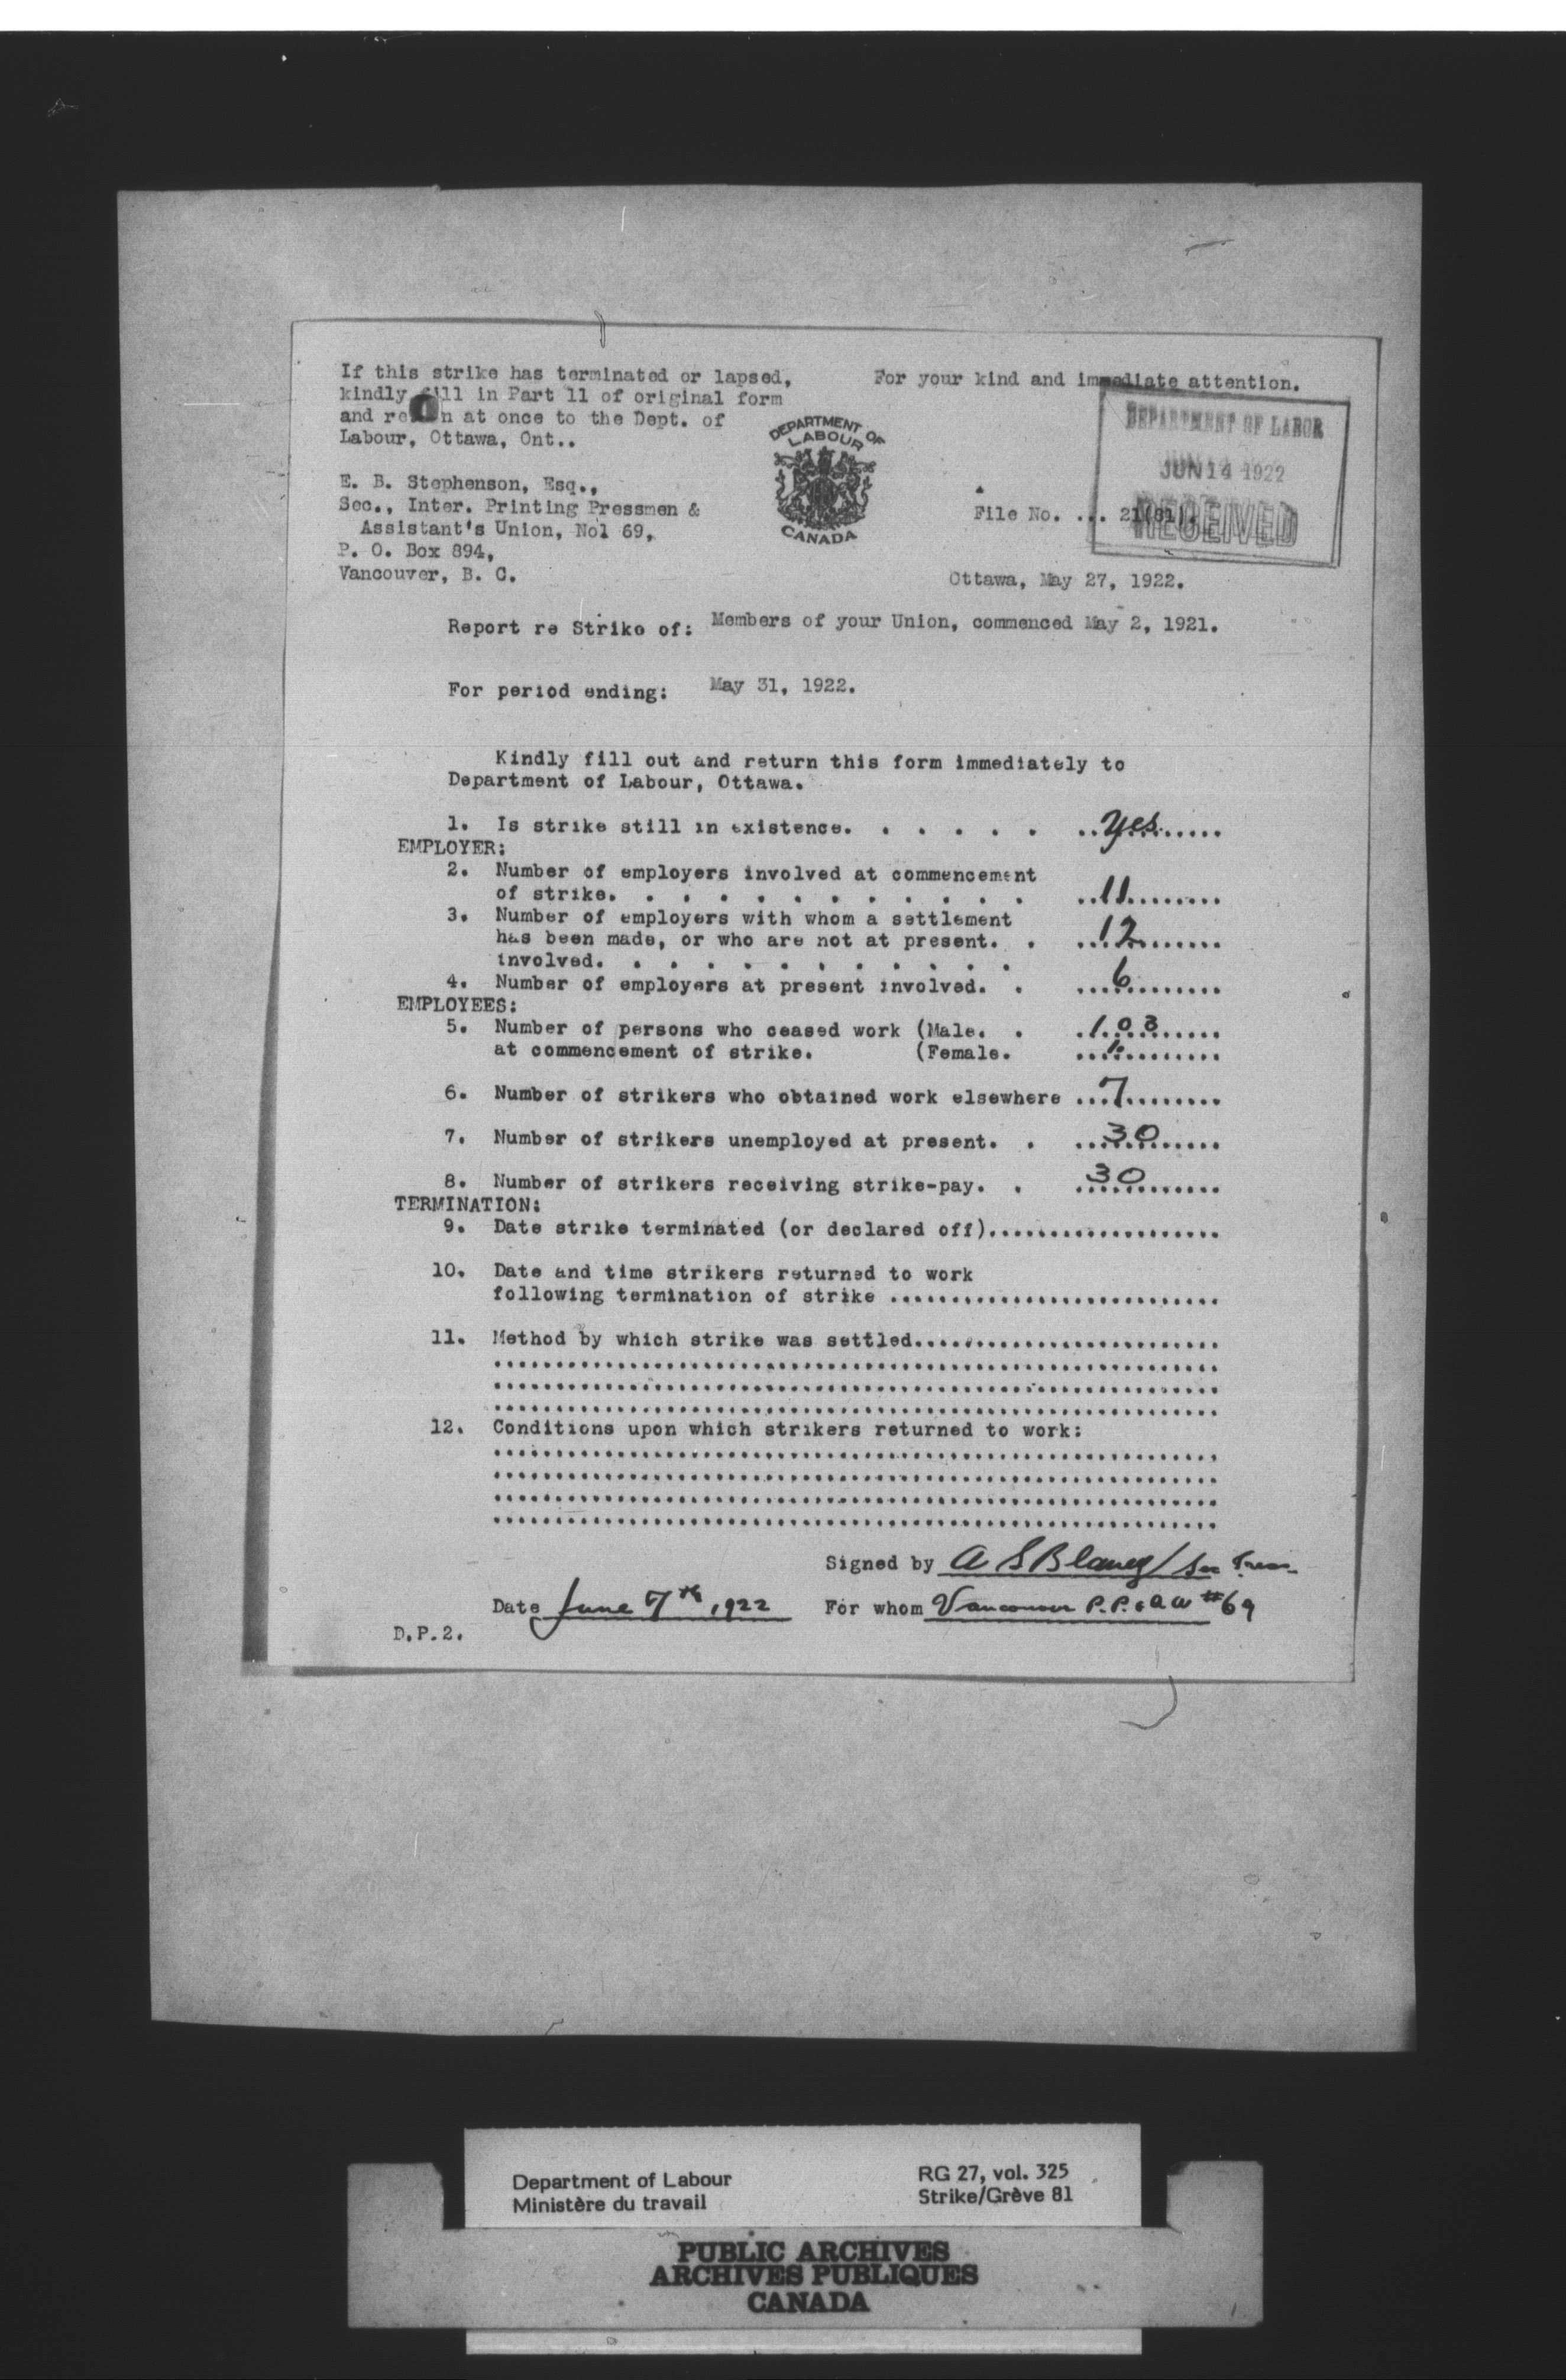 If this strike has terminated or lapsed,
kindly fill in Part 11 of original form
and re n at once to the Dept. of
Labour, Ottawa, Ont..
For your kind and immediate attention.
DEPARTMENT OF LABOR
JUN 14 1922
RECEIVED
DEPARTMENT OF
LABOUR
CANADA
E. B. Stephenson, Esq.,
Sec., Inter. Printing Pressmen &
Assistant's Union, Nol 69,
P. O. Box 894,
Vancouver, B. C.
File No. ... 21(81)
Ottawa, May 27, 1922.
Report re Strike of: Members of your Union, commenced May 2, 1921.
For period ending: May 31, 1922.
Kindly fill out and return this form immediately to
Department of Labour, Ottawa.
1. Is strike still in existence. . . . . . yes
EMPLOYER:
2. Number of employers involved at commencement
of strike. . . . . . . . . . . . 11
3. Number of employers with whom a settlement
has been made, or who are not at present. . 12
involved. . . . . . . . . . . .
4. Number of employers at present involved. . 6
EMPLOYEES:
5. Number of persons who ceased work (Male. . 103
at commencement of strike. (Female. 1
6. Number of strikers who obtained work elsewhere 7
7. Number of strikers unemployed at present. . 30
8. Number of strikers receiving strike-pay. . 30
TERMINATION:
9. Date strike terminated (or declared off)...................
10. Date and time strikers returned to work
following termination of strike ...........................
11. Method by which strike was settled.........................
12. Conditions upon which strikers returned to work:
Signed by A S Blaney / Sec Treas
Date June 7th, 1922 For whom Vancouver P.P. & A W #69
D.P.2.
Department of Labour
Ministère du travail
RG 27, vol. 325
Strike/Grève 81
PUBLIC ARCHIVES
ARCHIVES PUBLIQUES
CANADA